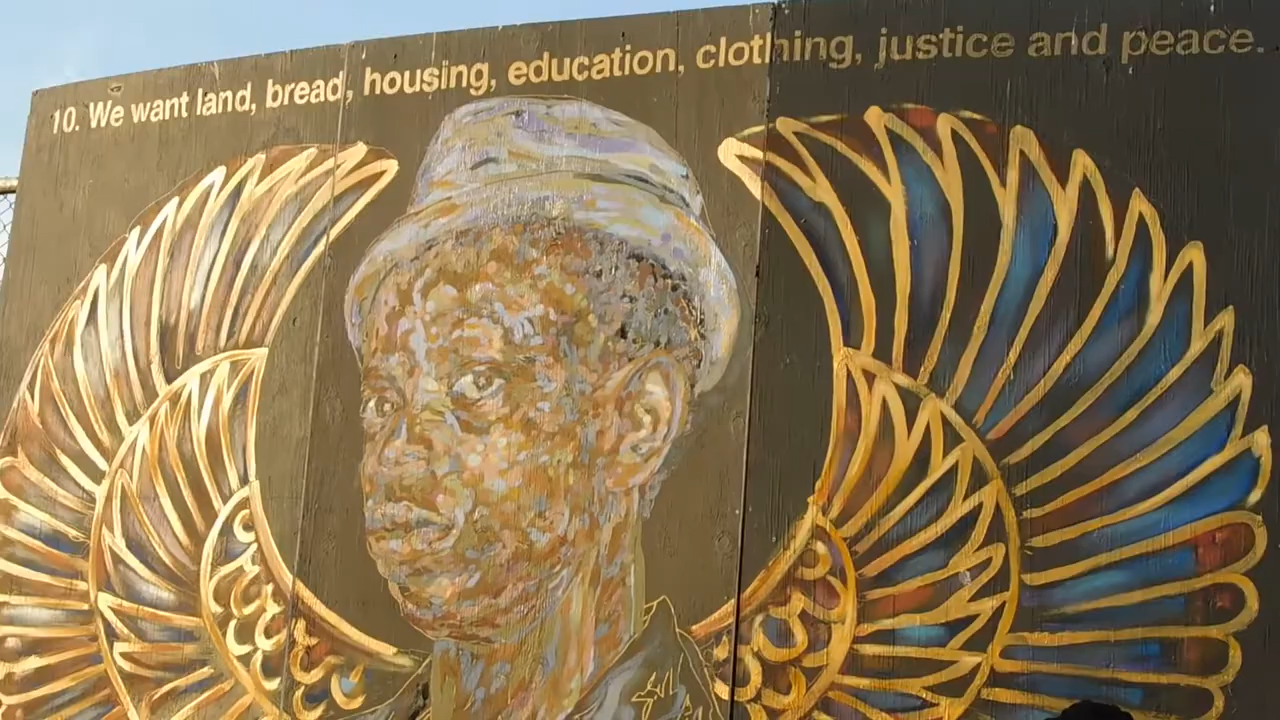 10. We want land, bread, housing, education, clothing, justice and peace.